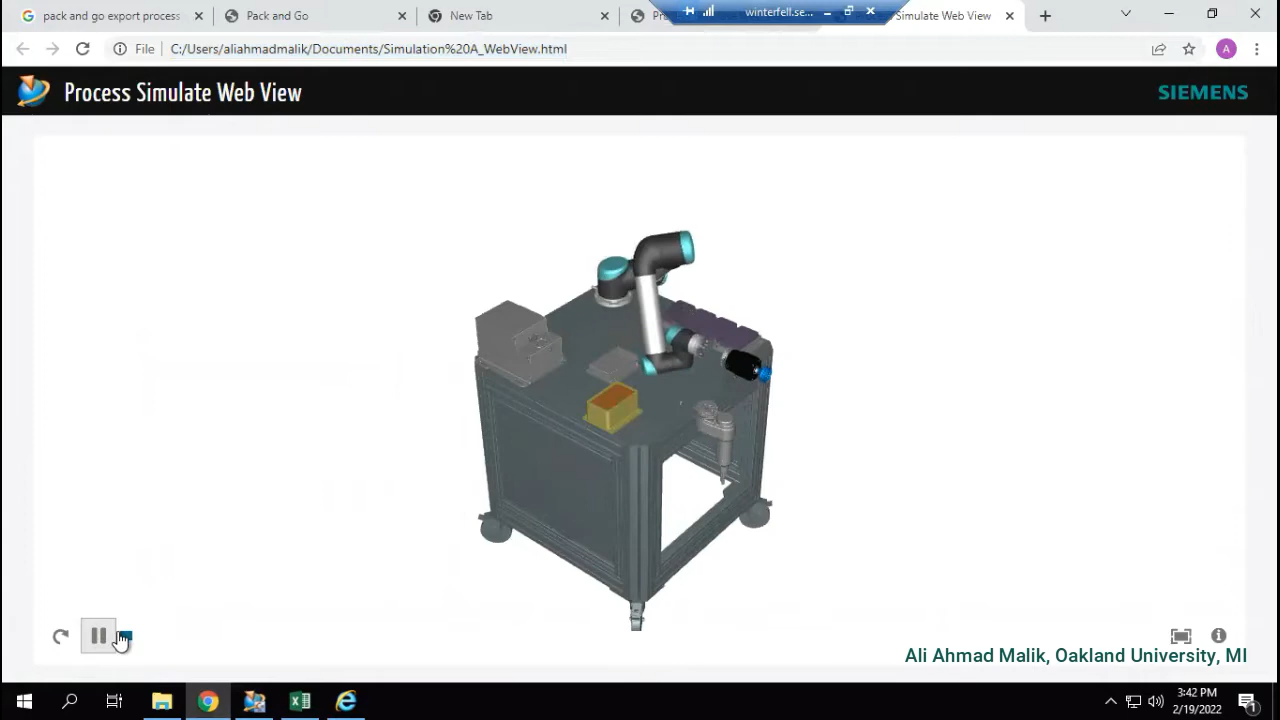 pack and go export process
Pack and Go
New Tab
Pr
winterfell.se...
Simulate Web View
File
C:/Users/aliahmadmalik/Documents/Simulation%20A_WebView.html
A
Process Simulate Web View
SIEMENS
Ali Ahmad Malik, Oakland University, MI
3:42 PM
2/19/2022
1